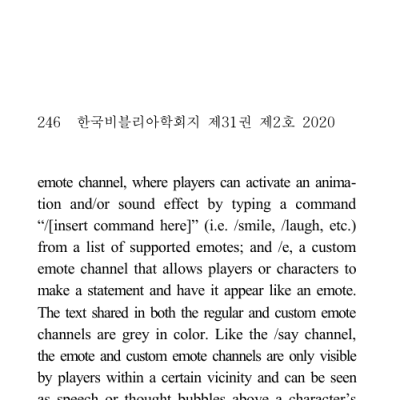 246 한국비블리아학회지 제31권 제2호 2020
emote channel, where players can activate an anima-
tion and/or sound effect by typing a command
“/[insert command here]” (i.e. /smile, /laugh, etc.)
from a list of supported emotes; and /e, a custom
emote channel that allows players or characters to
make a statement and have it appear like an emote.
The text shared in both the regular and custom emote
channels are grey in color. Like the /say channel,
the emote and custom emote channels are only visible
by players within a certain vicinity and can be seen
as speech or thought bubbles above a character’s